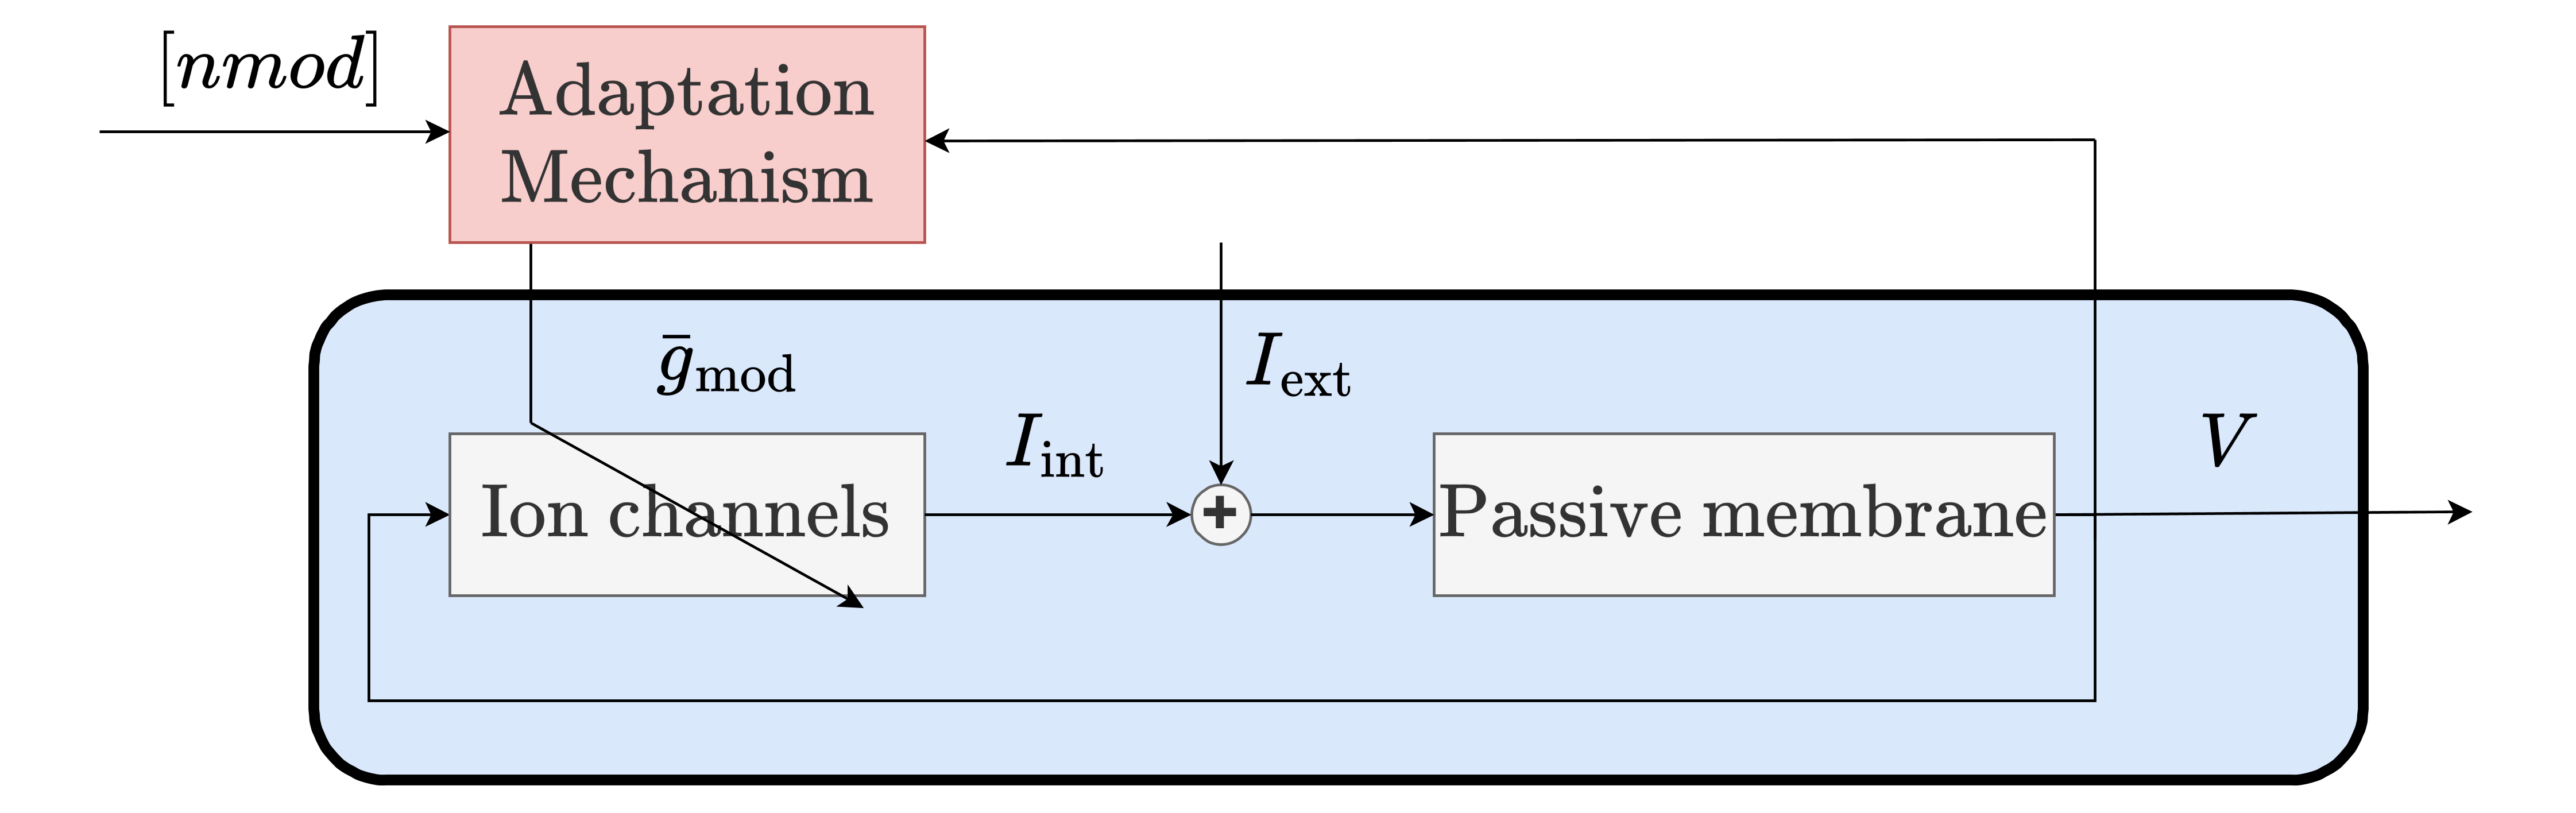 [nmod]
Adaptation
Mechanism
ḡmod
Iext
Iint
V
Ion channels
+
Passive membrane